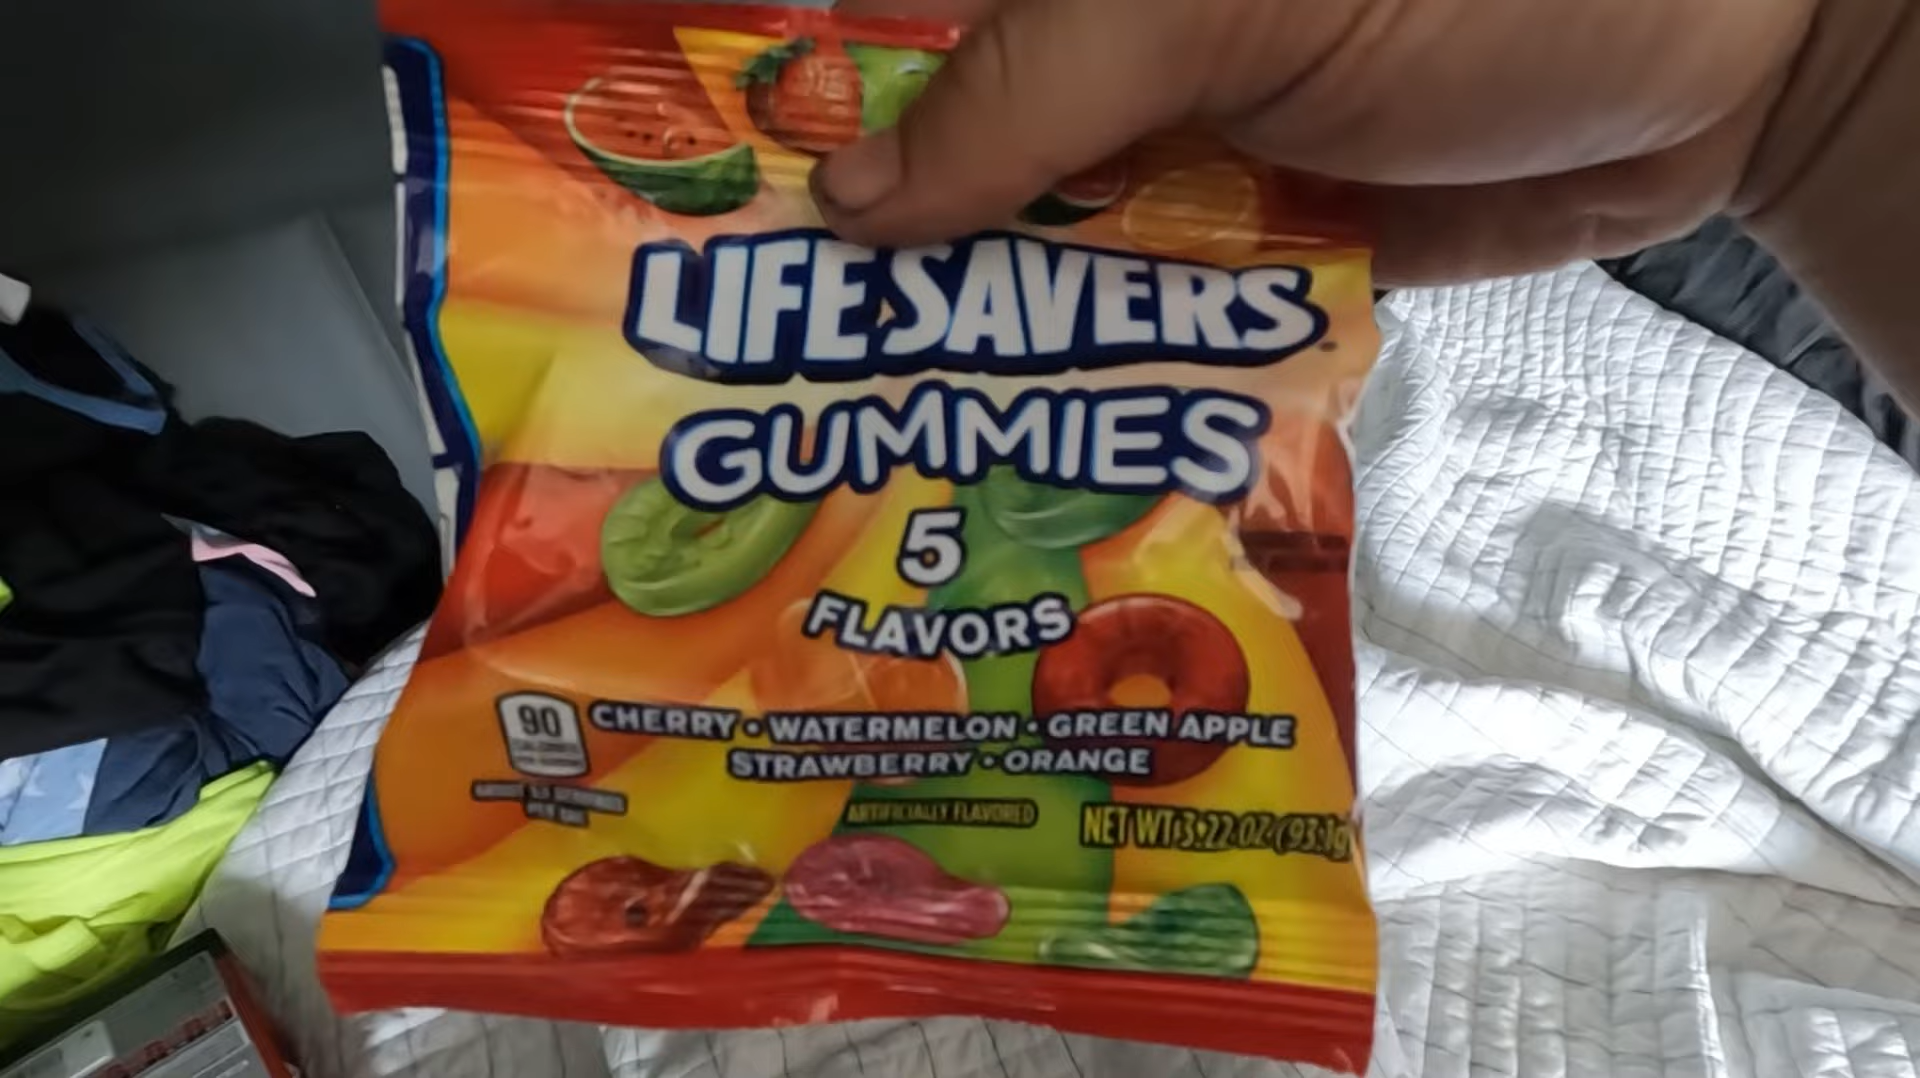 LIFE SAVERS
GUMMIES
5
FLAVORS
90
CALORIES
CHERRY • WATERMELON • GREEN APPLE
STRAWBERRY • ORANGE
ARTIFICIALLY FLAVORED
NET WT 3.22 OZ (93.1g)